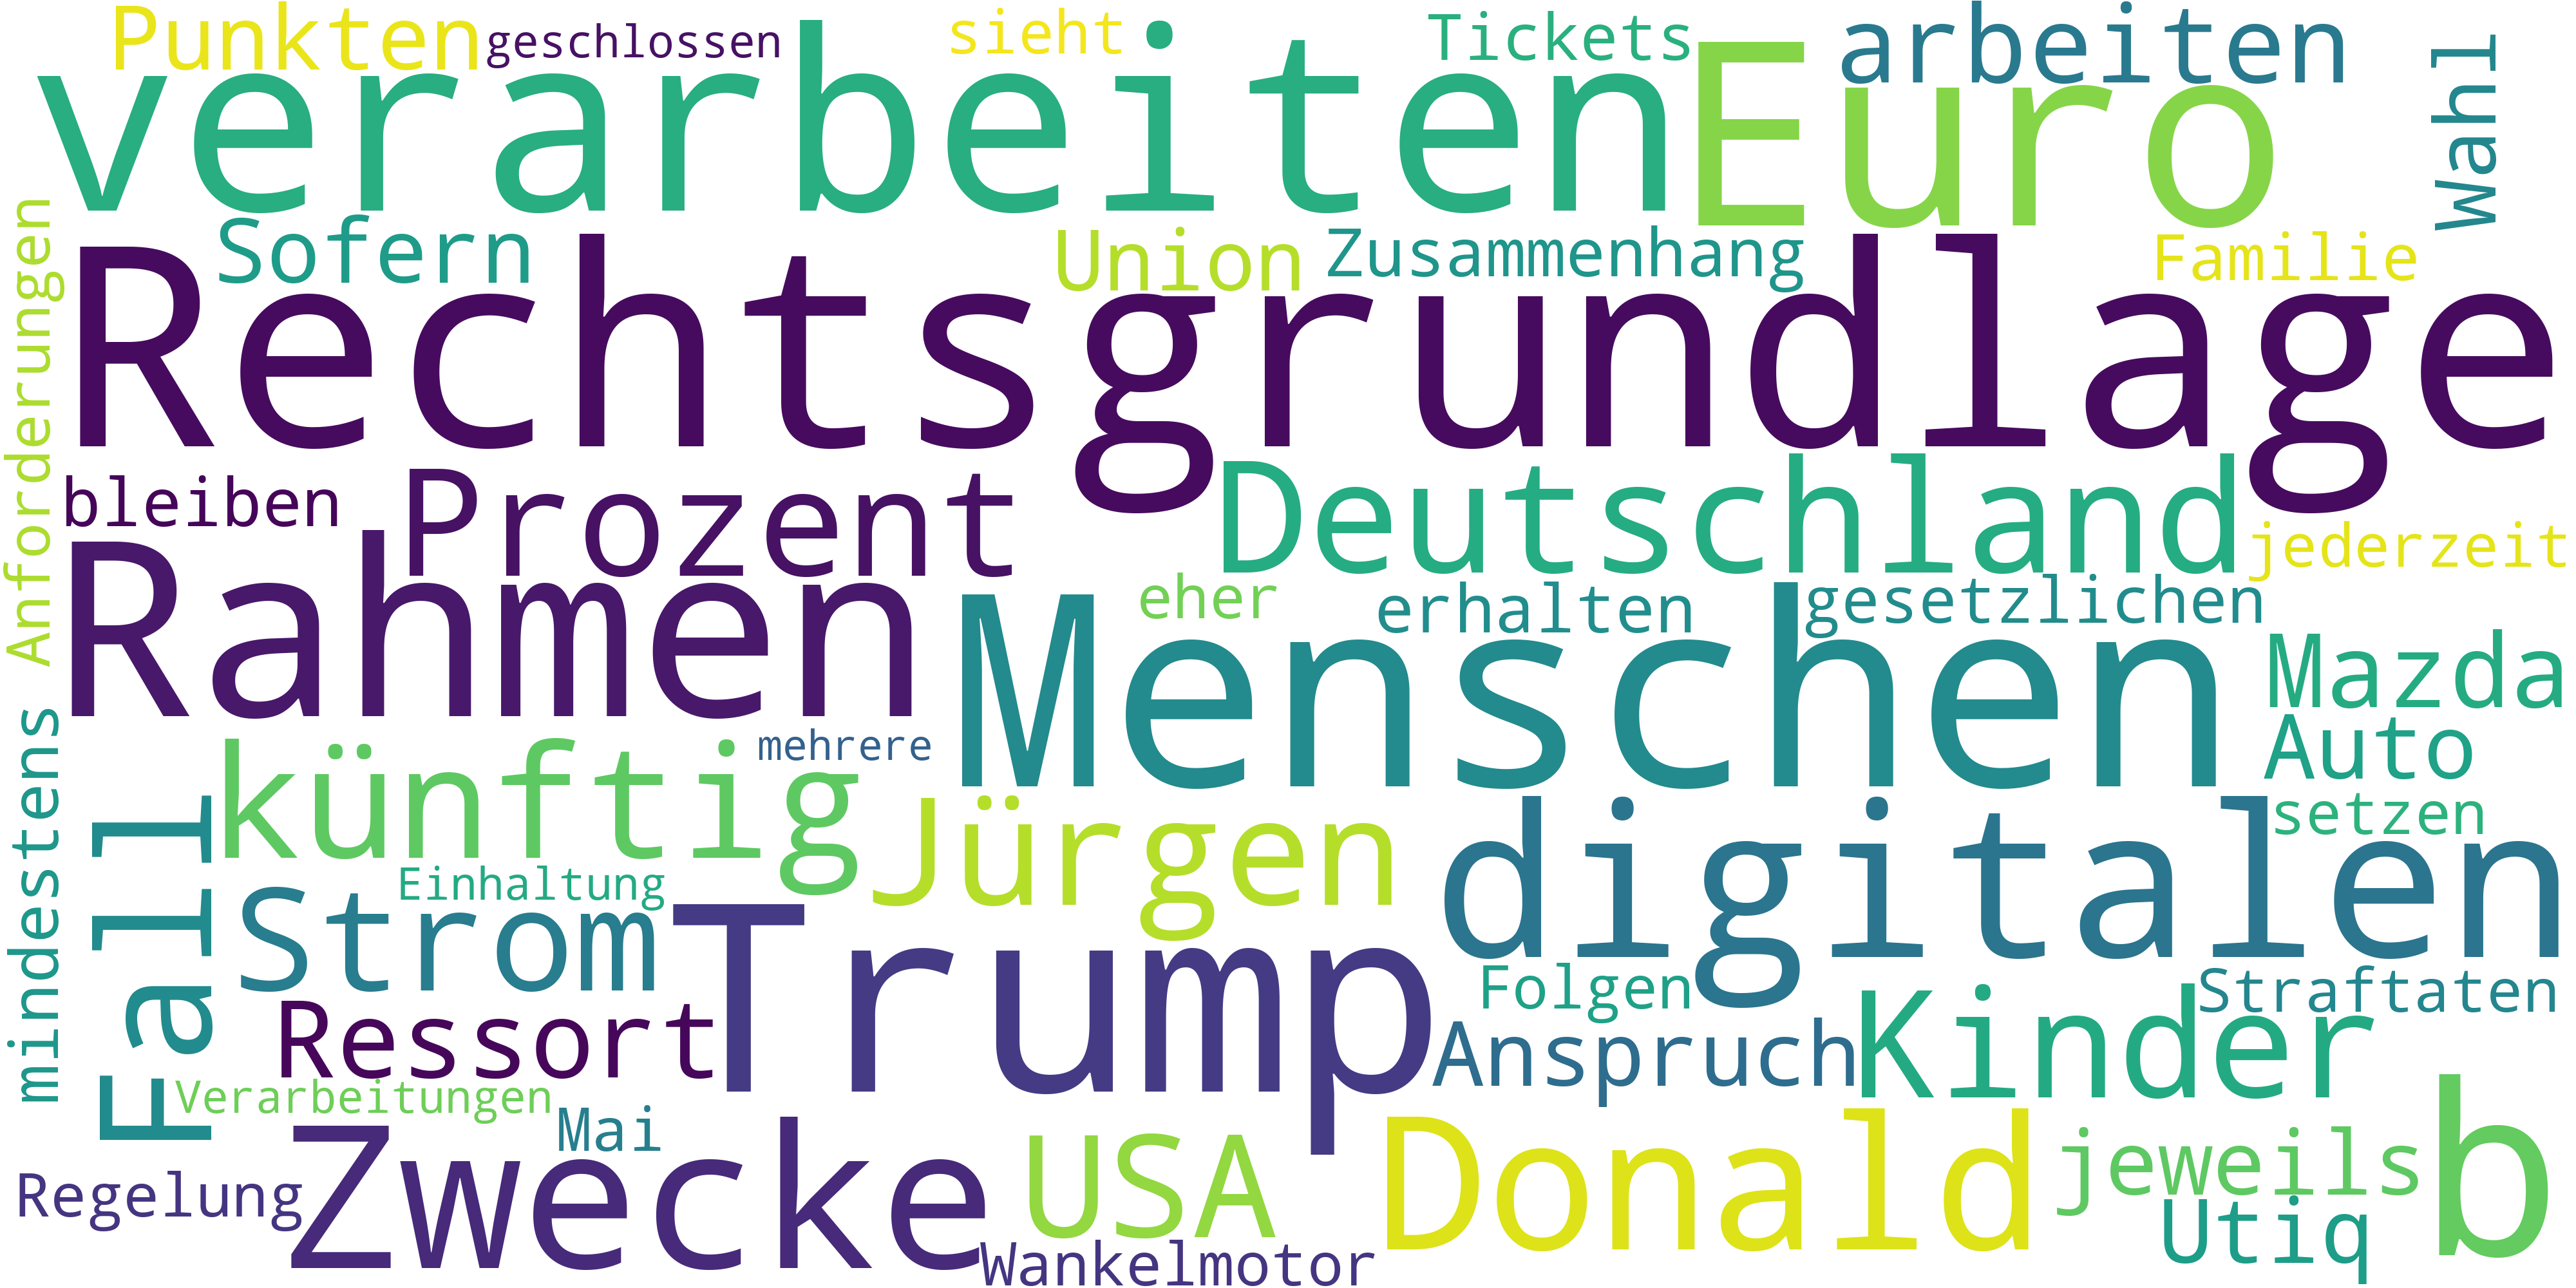 Punkten
geschlossen
sieht
Tickets
arbeiten
Wahl
verarbeiten
Euro
Sofern
Union
Zusammenhang
Familie
Anforderungen
Rechtsgrundlage
bleiben
Prozent
Deutschland
jederzeit
Rahmen
eher
erhalten
gesetzlichen
Menschen
Mazda
Auto
mindestens
künftig
mehrere
Jürgen
setzen
Fall
Einhaltung
digitalen
Strom
Trump
Folgen
Straftaten
Ressort
Anspruch
Kinder
Verarbeitungen
Mai
Zwecke
USA
Donald
jeweils
b
Regelung
Utiq
Wankelmotor